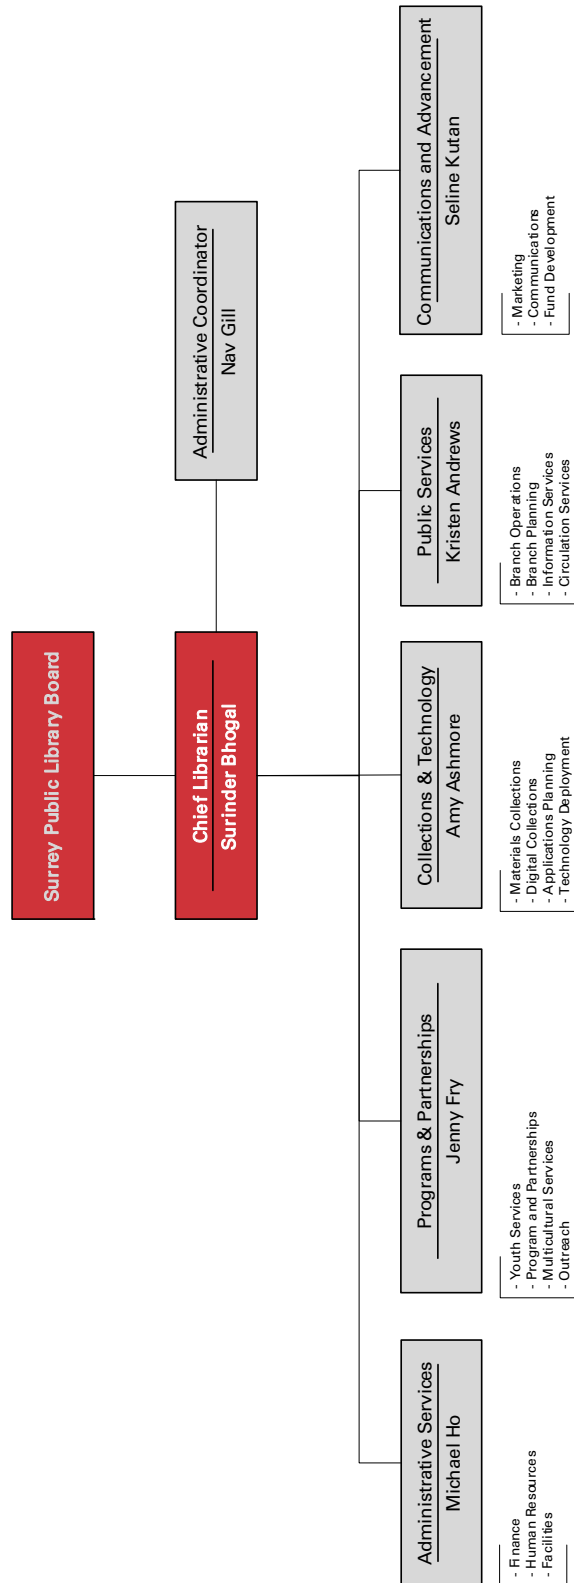 Surrey Public Library Board
Chief Librarian
Surinder Bhogal
Administrative Coordinator
Nav Gill
Administrative Services
Michael Ho
- Finance
- Human Resources
- Facilities
Programs & Partnerships
Jenny Fry
- Youth Services
- Program and Partnerships
- Multicultural Services
- Outreach
Collections & Technology
Amy Ashmore
- Materials Collections
- Digital Collections
- Applications Planning
- Technology Deployment
Public Services
Kristen Andrews
- Branch Operations
- Branch Planning
- Information Services
- Circulation Services
Communications and Advancement
Seline Kutan
- Marketing
- Communications
- Fund Development